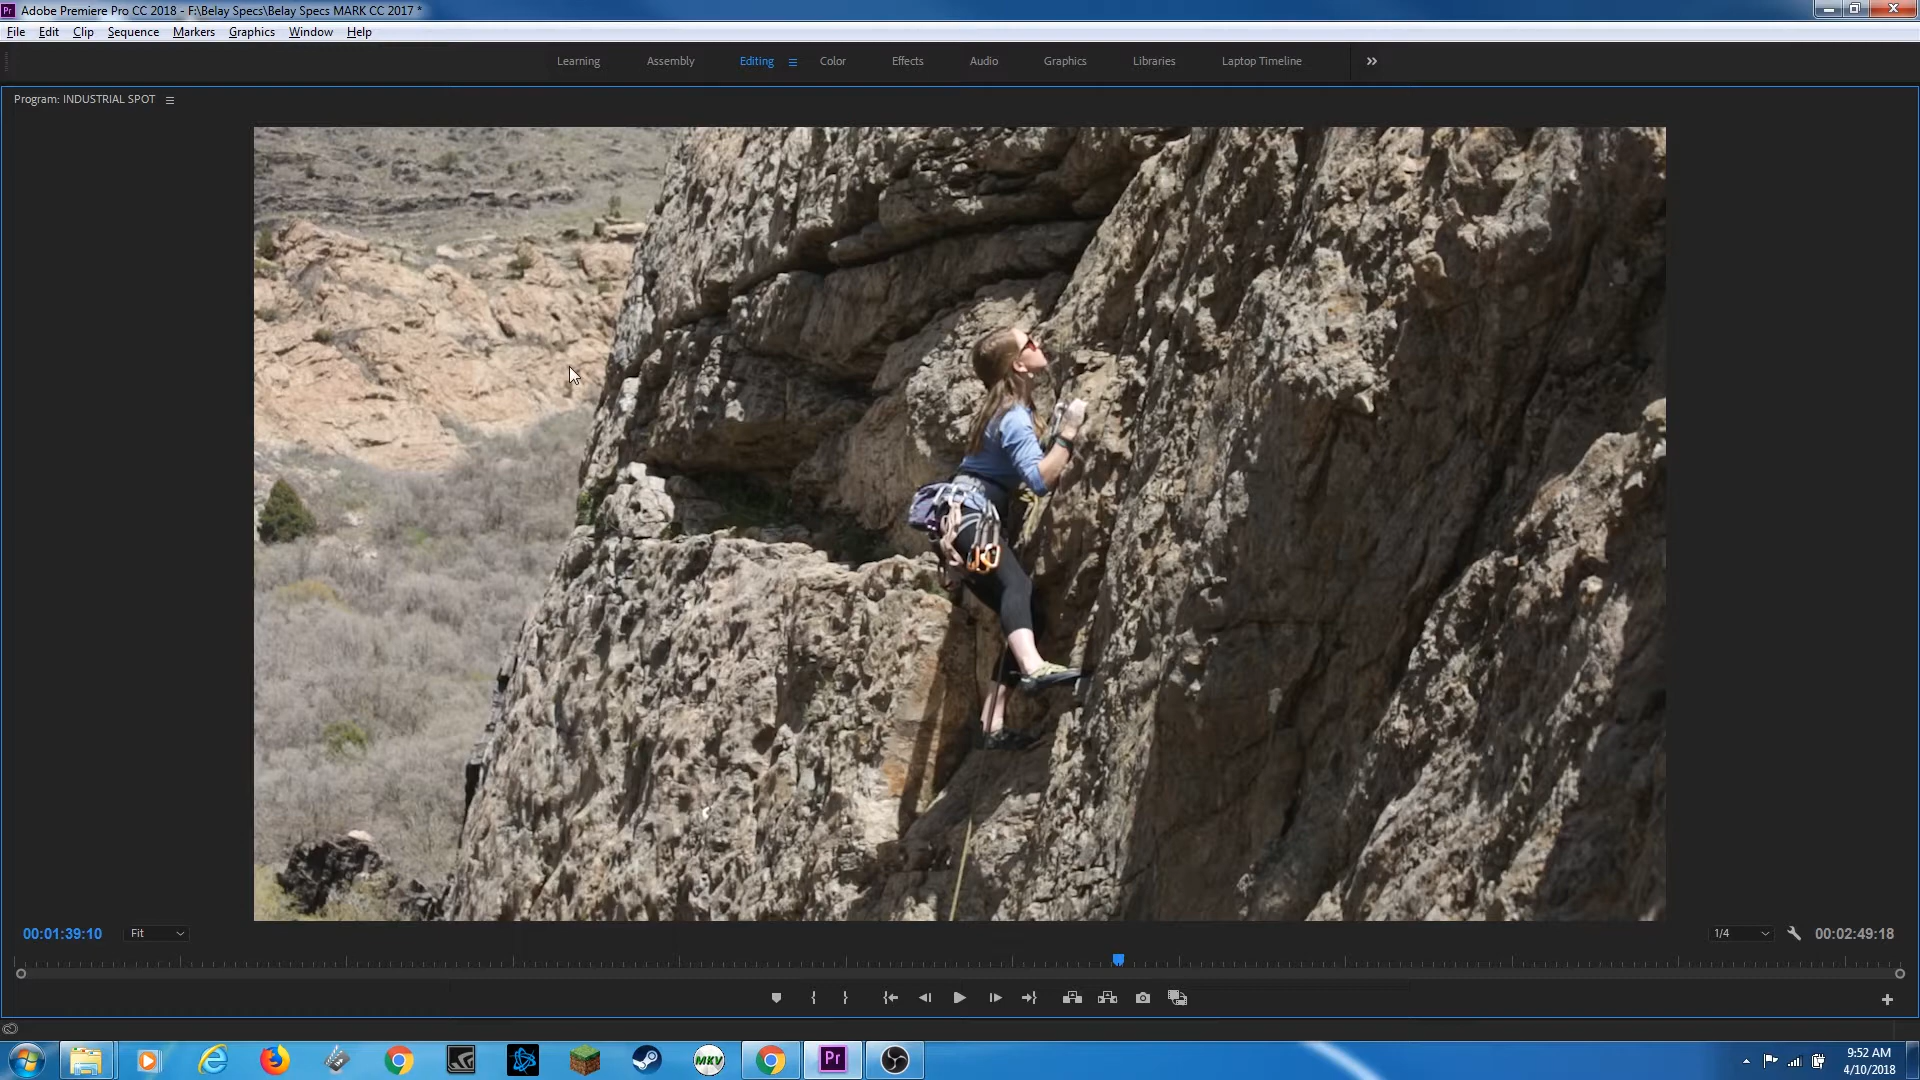 Pr Adobe Premiere Pro CC 2018 - F:\Belay Specs\Belay Specs MARK CC 2017 *
File Edit Clip Sequence Markers Graphics Window Help
Learning Assembly Editing Color Effects Audio Graphics Libraries Laptop Timeline
Program: INDUSTRIAL SPOT
00:01:39:10 Fit 1/4 00:02:49:18
MKV Pr 9:52 AM
4/10/2018